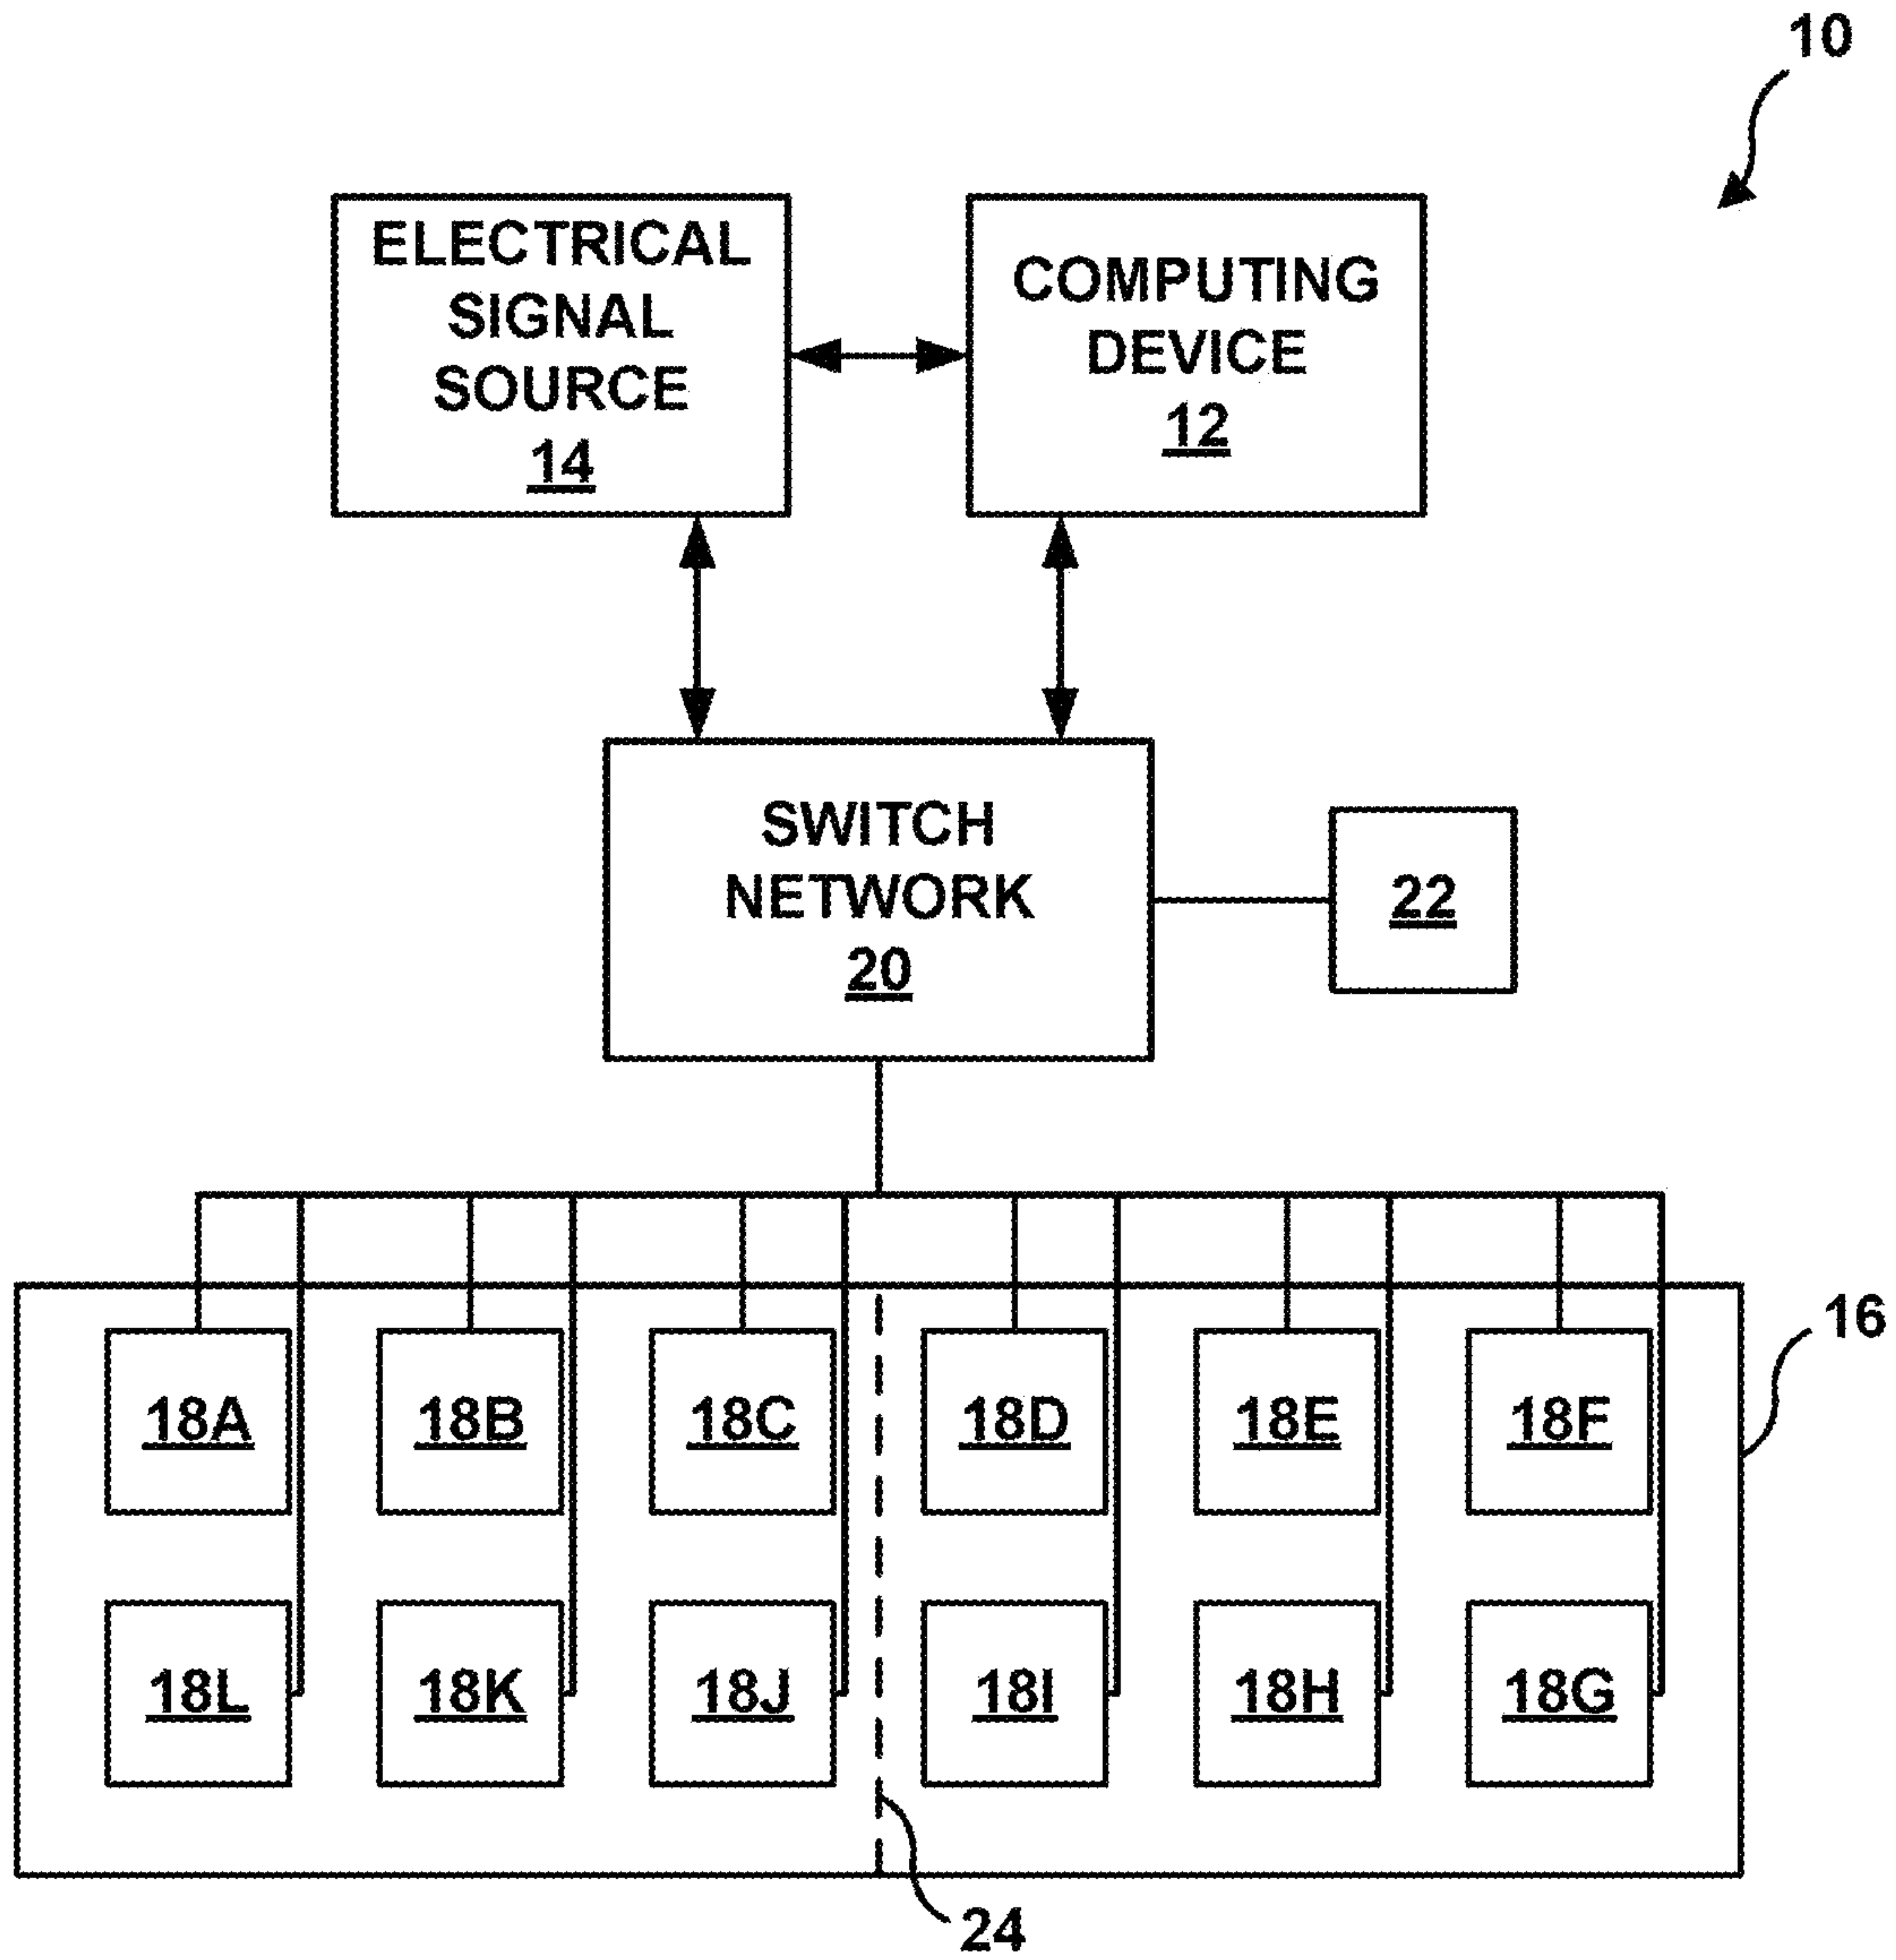 10
ELECTRICAL
SIGNAL
SOURCE
14
COMPUTING
DEVICE
12
SWITCH
NETWORK
20
22
16
18A
18B
18C
18D
18E
18F
18L
18K
18J
18I
18H
18G
24